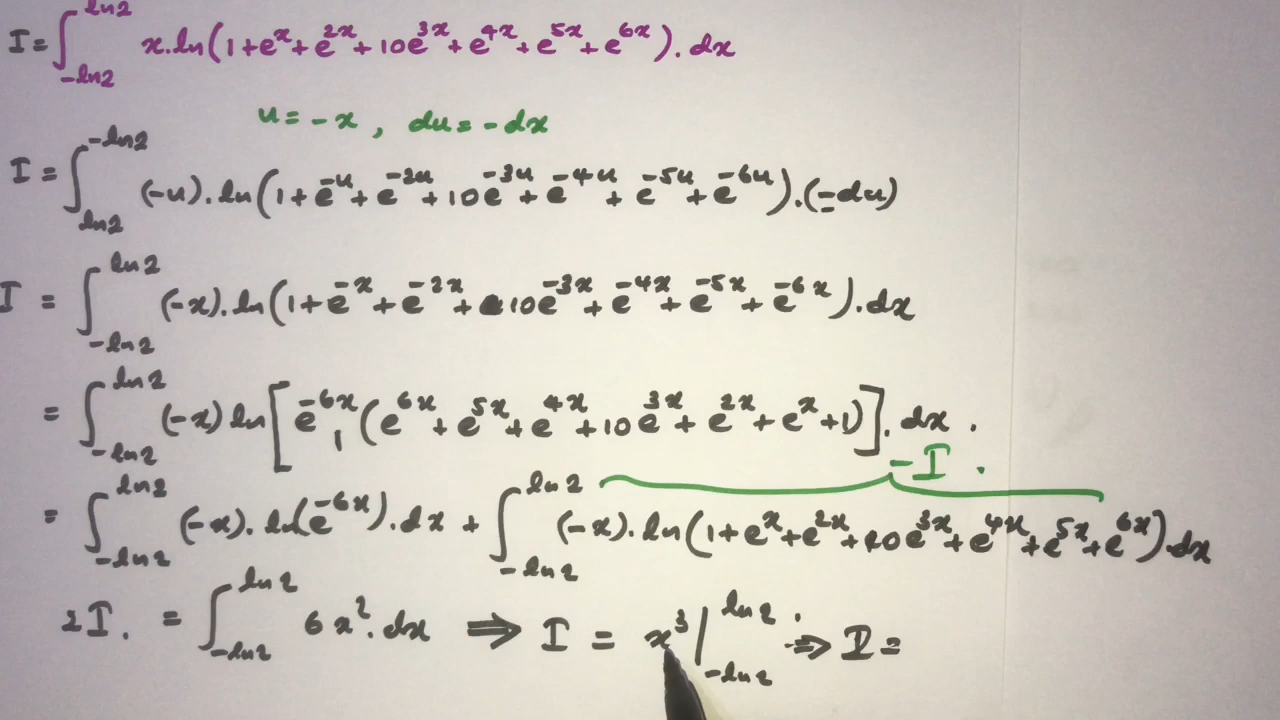 I = ∫_{-ln2}^{ln2} x.ln(1+e^x+e^{2x}+10e^{3x}+e^{4x}+e^{5x}+e^{6x}).dx
u = -x , du = -dx
I = ∫_{ln2}^{-ln2} (-u).ln(1+e^{-u}+e^{-2u}+10e^{-3u}+e^{-4u}+e^{-5u}+e^{-6u}).(-du)
I = ∫_{-ln2}^{ln2} (-x).ln(1+e^{-x}+e^{-2x}+10e^{-3x}+e^{-4x}+e^{-5x}+e^{-6x}).dx
= ∫_{-ln2}^{ln2} (-x) ln[e^{-6x}(e^{6x}+e^{5x}+e^{4x}+10e^{3x}+e^{2x}+e^x+1)].dx .
-I .
= ∫_{-ln2}^{ln2} (-x).ln(e^{-6x}).dx + ∫_{-ln2}^{ln2} (-x).ln(1+e^x+e^{2x}+10e^{3x}+e^{4x}+e^{5x}+e^{6x}).dx
2I. = ∫_{-ln2}^{ln2} 6x^2.dx ⇒ I = x^3 |_{-ln2}^{ln2} . ⇒ I =